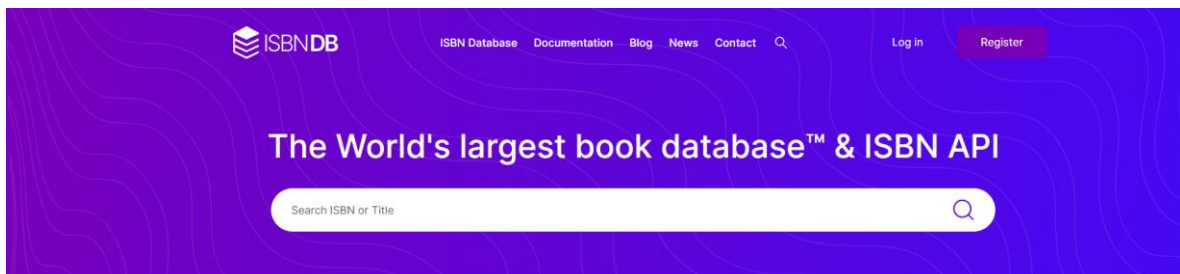 ISBNDB ISBN Database Documentation Blog News Contact Log in Register
The World's largest book database™ & ISBN API
Search ISBN or Title